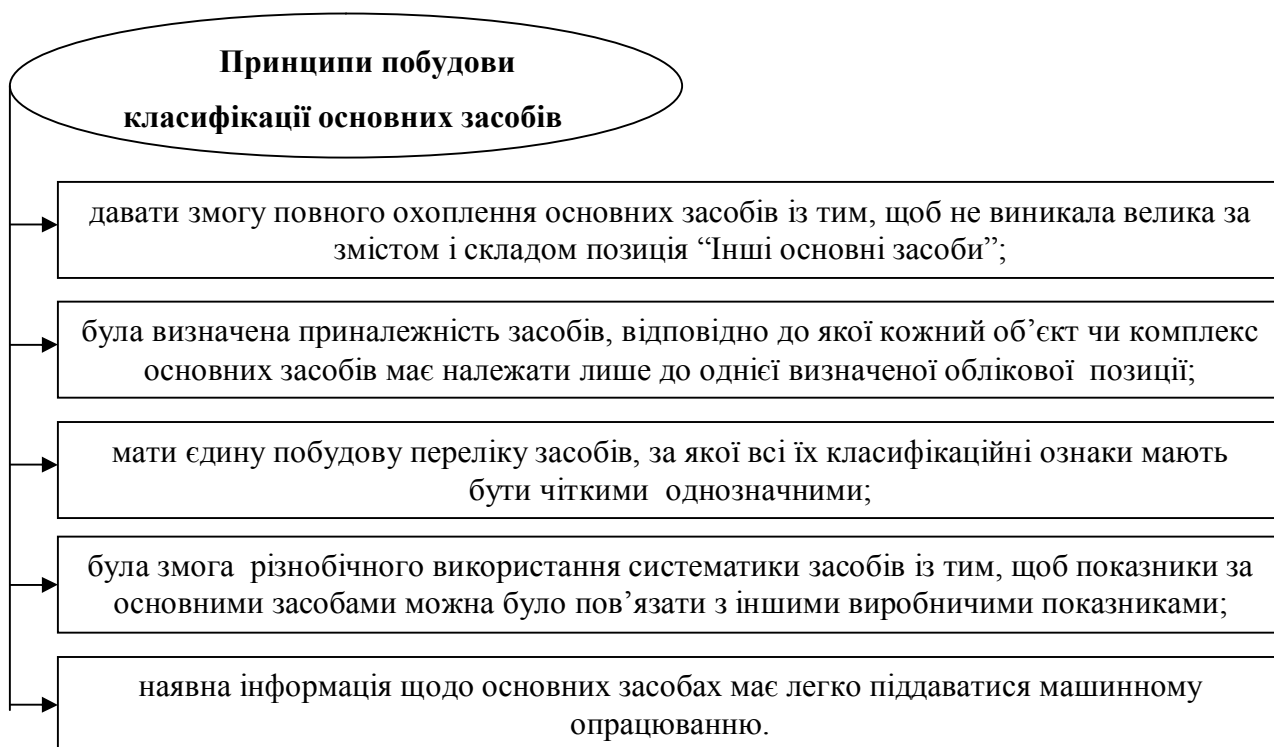 Принципи побудови
класифікації основних засобів
давати змогу повного охоплення основних засобів із тим, щоб не виникала велика за
змістом і складом позиція “Інші основні засоби”;
була визначена приналежність засобів, відповідно до якої кожний об’єкт чи комплекс
основних засобів має належати лише до однієї визначеної облікової позиції;
мати єдину побудову переліку засобів, за якої всі їх класифікаційні ознаки мають
бути чіткими однозначними;
була змога різнобічного використання систематики засобів із тим, щоб показники за
основними засобами можна було пов’язати з іншими виробничими показниками;
наявна інформація щодо основних засобах має легко піддаватися машинному
опрацюванню.